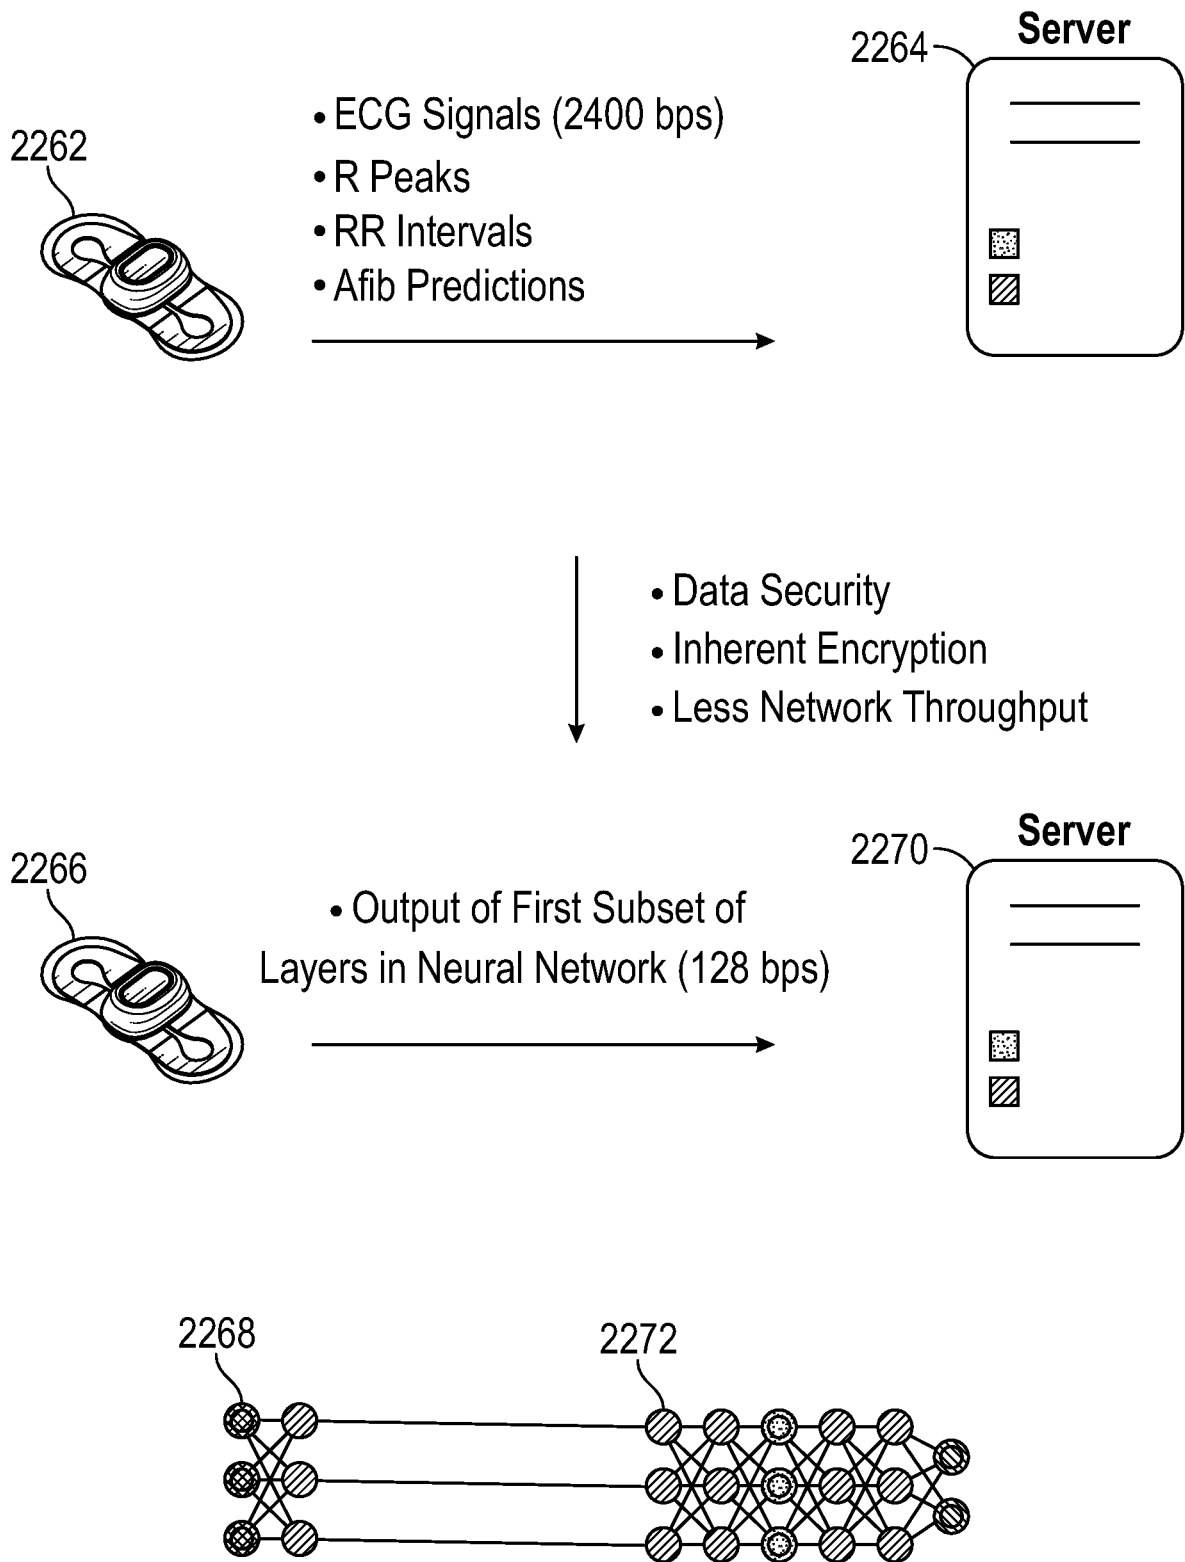 Server
2264
2262
• ECG Signals (2400 bps)
• R Peaks
• RR Intervals
• Afib Predictions
• Data Security
• Inherent Encryption
• Less Network Throughput
Server
2270
2266
• Output of First Subset of
Layers in Neural Network (128 bps)
2268
2272